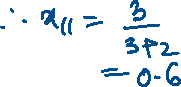 ∴ x₁₁ = 3/(3+2)
= 0.6